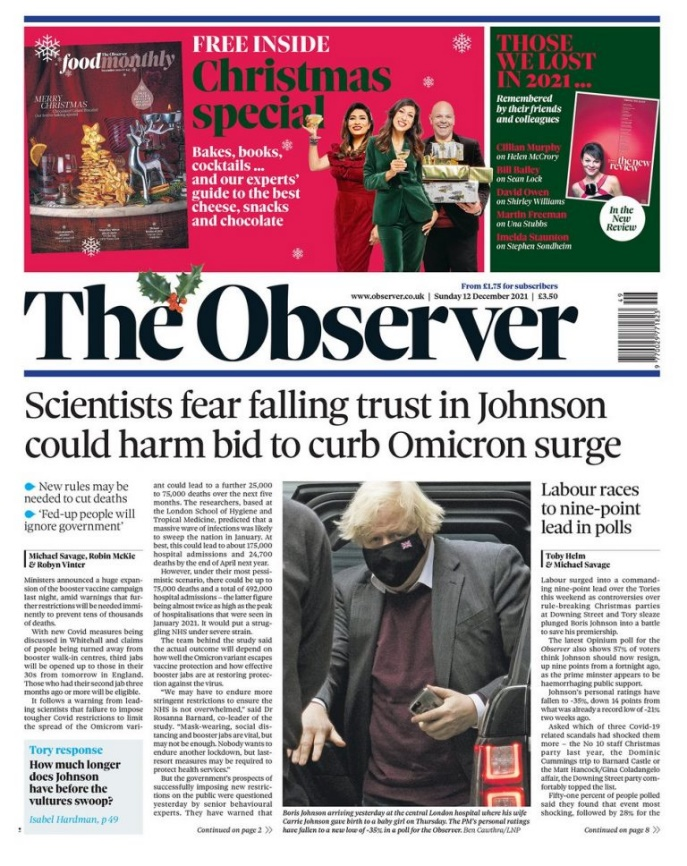 The Observer
foodmonthly
MERRY
CHRISTMAS
FREE INSIDE
Christmas
special
Bakes, books,
cocktails ...
and our experts’
guide to the best
cheese, snacks
and chocolate
THOSE
WE LOST
IN 2021 ...
Remembered
by their friends
and colleagues
Cillian Murphy
on Helen McCrory
Bill Bailey
on Sean Lock
David Owen
on Shirley Williams
Martin Freeman
on Una Stubbs
Imelda Staunton
on Stephen Sondheim
the new
review
In the
New
Review
From £1.75 for subscribers
www.observer.co.uk | Sunday 12 December 2021 | £3.50
The Observer
49
Scientists fear falling trust in Johnson
could harm bid to curb Omicron surge
New rules may be
needed to cut deaths
‘Fed-up people will
ignore government’
Michael Savage, Robin McKie
& Robyn Vinter
Ministers announced a huge expan-
sion of the booster vaccine campaign
last night, amid warnings that fur-
ther restrictions will be needed immi-
nently to prevent tens of thousands
of deaths.
With new Covid measures being
discussed in Whitehall and claims
of people being turned away from
booster walk-in centres, third jabs
will be opened up to those in their
30s from tomorrow in England.
Those who had their second jab three
months ago or more will be eligible.
It follows a warning from lead-
ing scientists that failure to impose
tougher Covid restrictions to limit
the spread of the Omicron vari-
Tory response
How much longer
does Johnson
have before the
vultures swoop?
Isabel Hardman, p49
ant could lead to a further 25,000
to 75,000 deaths over the next five
months. The researchers, based at
the London School of Hygiene and
Tropical Medicine, predicted that a
massive wave of infections was likely
to sweep the nation in January. At
best, this could lead to about 175,000
hospital admissions and 24,700
deaths by the end of April next year.
However, under their most pessi-
mistic scenario, there could be up to
75,000 deaths and a total of 492,000
hospital admissions – the latter figure
being almost twice as high as the peak
of hospitalisations that were seen in
January 2021. It would put a strug-
gling NHS under severe strain.
The team behind the study said
the actual outcome will depend on
how well the Omicron variant escapes
vaccine protection and how effective
booster jabs are at restoring protec-
tion against the virus.
“We may have to endure more
stringent restrictions to ensure the
NHS is not overwhelmed,” said Dr
Rosanna Barnard, co-leader of the
study. “Mask-wearing, social dis-
tancing and booster jabs are vital, but
may not be enough. Nobody wants to
endure another lockdown, but last-
resort measures may be required to
protect health services.”
But the government’s prospects of
successfully imposing new restric-
tions on the public were questioned
yesterday by senior behavioural
experts. They have warned that
Continued on page 2
Boris Johnson arriving yesterday at the central London hospital where his wife
Carrie Johnson gave birth to a baby girl on Thursday. The PM’s personal ratings
have fallen to a new low of -35% in a poll for the Observer. Ben Cawthra/LNP
Labour races
to nine-point
lead in polls
Toby Helm
& Michael Savage
Labour surged into a command-
ing nine-point lead over the Tories
this weekend as controversies over
rule-breaking Christmas parties
at Downing Street and Tory sleaze
plunged Boris Johnson into a battle
to save his premiership.
The latest Opinium poll for the
Observer also shows 57% of voters
think Johnson should now resign,
up nine points from a fortnight ago,
as the prime minster appears to be
haemorrhaging public support.
Johnson’s personal ratings have
fallen to -35%, down 14 points from
what was already a record low of -21%
two weeks ago.
Asked which of three Covid-19
related scandals had shocked them
more – the No 10 staff Christmas
party last year, the Dominic
Cummings trip to Barnard Castle or
the Matt Hancock/Gina Coladangelo
affair, the Downing Street party com-
fortably topped the list.
Fifty-one percent of people polled
said they found that event most
shocking, followed by 28% for the
Continued on page 8